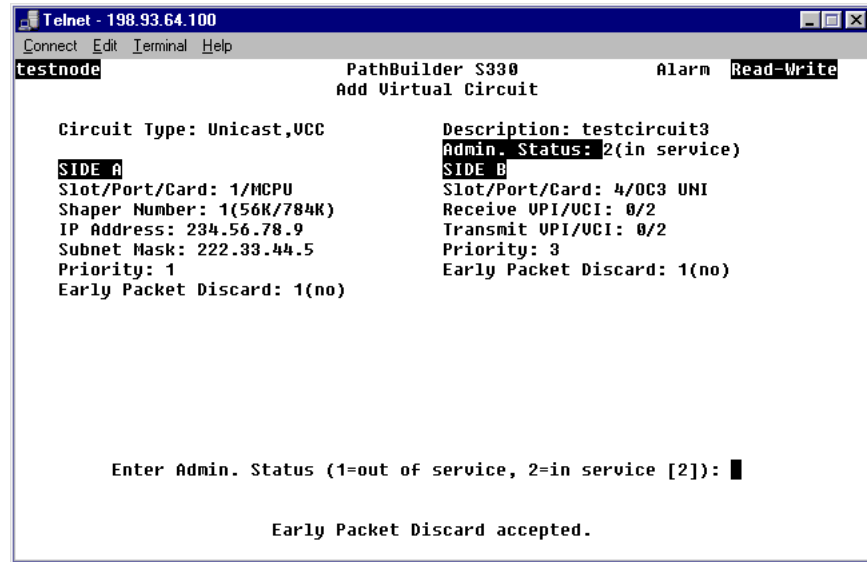 Telnet - 198.93.64.100
Connect Edit Terminal Help
testnode PathBuilder S330 Alarm Read-Write
Add Virtual Circuit
Circuit Type: Unicast,VCC Description: testcircuit3
Admin. Status: 2(in service)
SIDE A SIDE B
Slot/Port/Card: 1/MCPU Slot/Port/Card: 4/OC3 UNI
Shaper Number: 1(56K/784K) Receive VPI/VCI: 0/2
IP Address: 234.56.78.9 Transmit VPI/VCI: 0/2
Subnet Mask: 222.33.44.5 Priority: 3
Priority: 1 Early Packet Discard: 1(no)
Early Packet Discard: 1(no)
Enter Admin. Status (1=out of service, 2=in service [2]):
Early Packet Discard accepted.